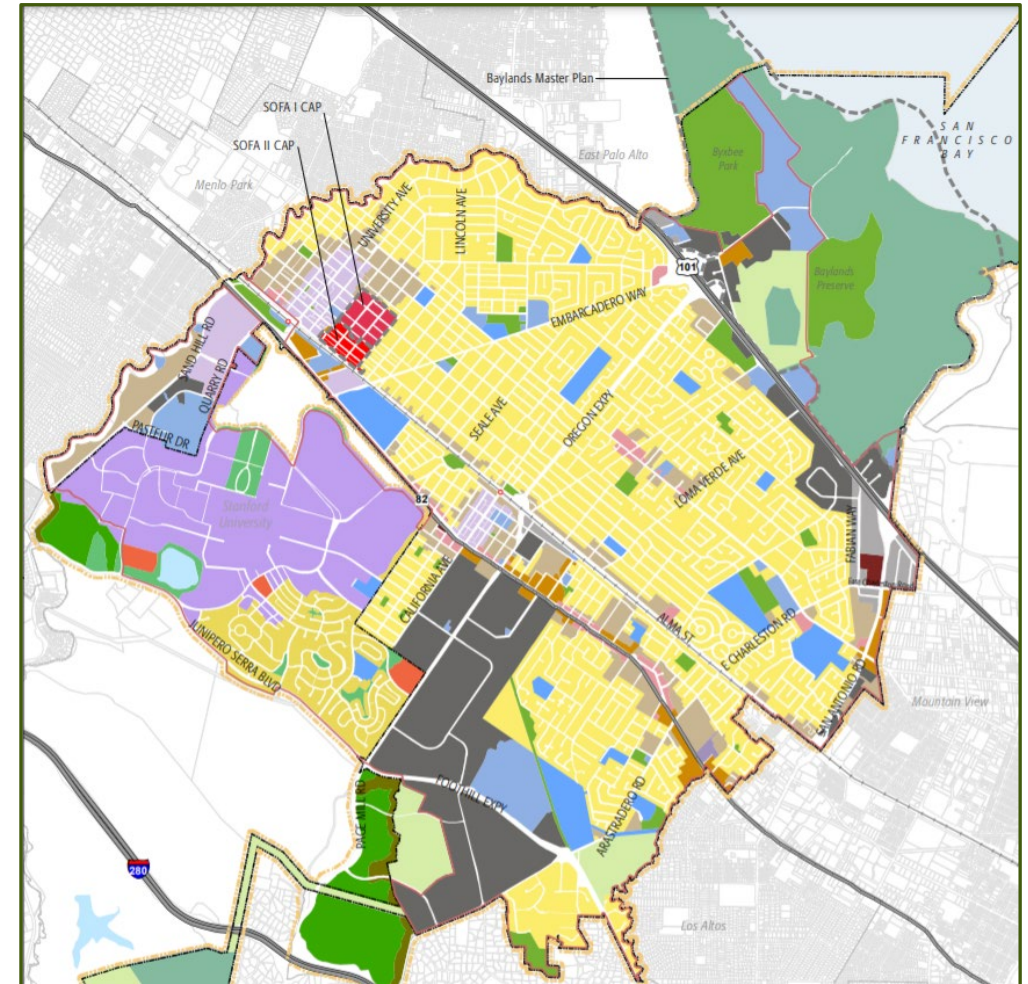 Baylands Master Plan
SOFA I CAP
SOFA II CAP
SAN
FRANCISCO
BAY
East Palo Alto
Byxbee
Park
Menlo Park
UNIVERSITY AVE
LINCOLN AVE
101
Baylands
Preserve
EMBARCADERO WAY
SAND HILL RD
QUARRY RD
PASTEUR DR
SEALE AVE
OREGON EXPY
LOMA VERDE AVE
82
Stanford
University
FABIAN WAY
East Charleston Road
CALIFORNIA AVE
ALMA ST
E CHARLESTON RD
JUNIPERO SERRA BLVD
SAN ANTONIO RD
Mountain View
FOOTHILL EXPY
PAGE MILL RD
ARASTRADERO RD
280
Los Altos